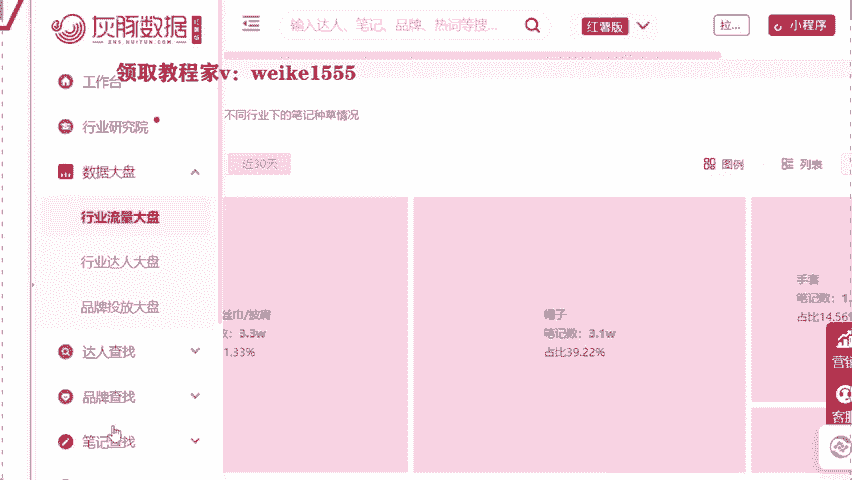 灰豚数据
红薯版
XHS.HUITUN.COM
输入达人、笔记、品牌、热词等搜...
红薯版
拉...
小程序
领取教程家v：weike1555
工作台
行业研究院
不同行业下的笔记种草情况
数据大盘
近30天
图例
列表
行业流量大盘
行业达人大盘
品牌投放大盘
丝巾/披肩
数：3.3w
1.33%
帽子
笔记数：3.1w
占比39.22%
手套
笔记数：1.
占比14.56%
达人查找
品牌查找
笔记查找
营销
客服